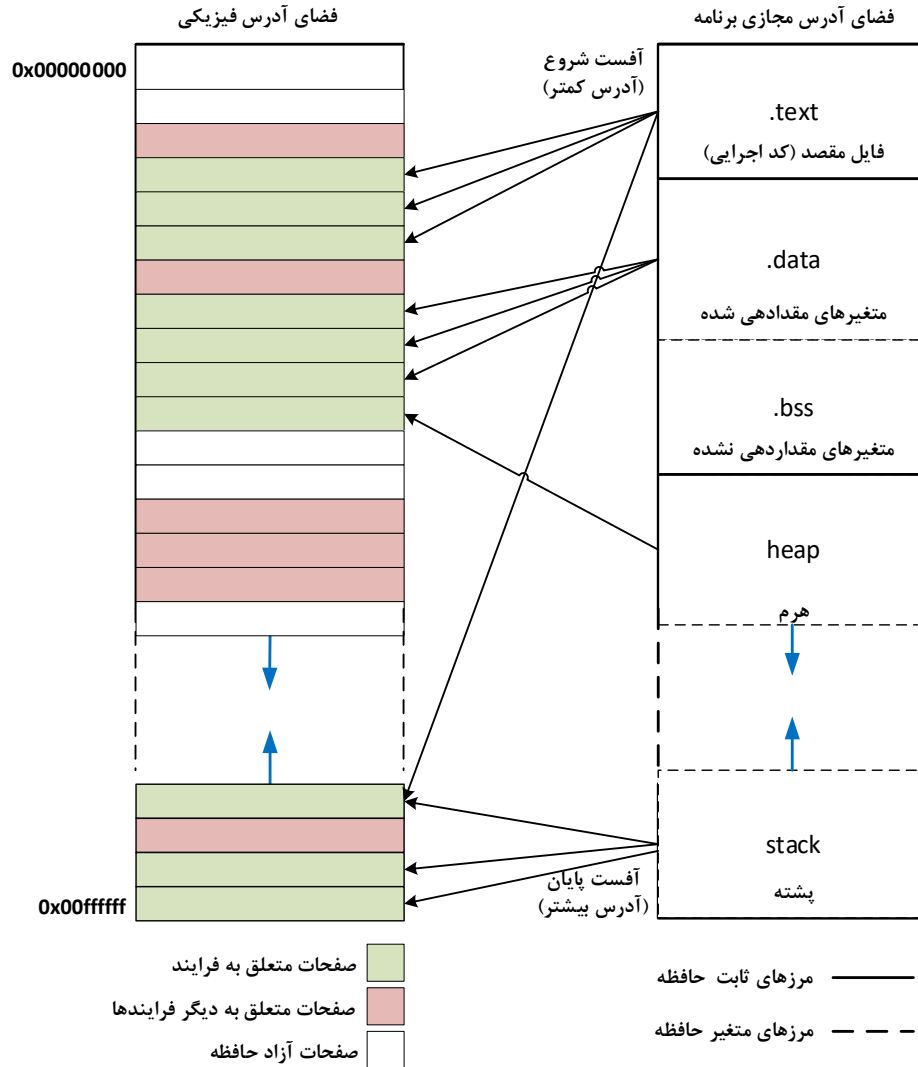 فضای آدرس مجازی برنامه
فضای آدرس فیزیکی
0x00000000
آفست شروع
(آدرس کمتر)
.text
فایل مقصد (کد اجرایی)
.data
متغیرهای مقدادهی شده
.bss
متغیرهای مقداردهی نشده
heap
هرم
stack
پشته
آفست پایان
(آدرس بیشتر)
0x00ffffff
صفحات متعلق به فرایند
صفحات متعلق به دیگر فرایندها
صفحات آزاد حافظه
مرزهای ثابت حافظه
مرزهای متغیر حافظه